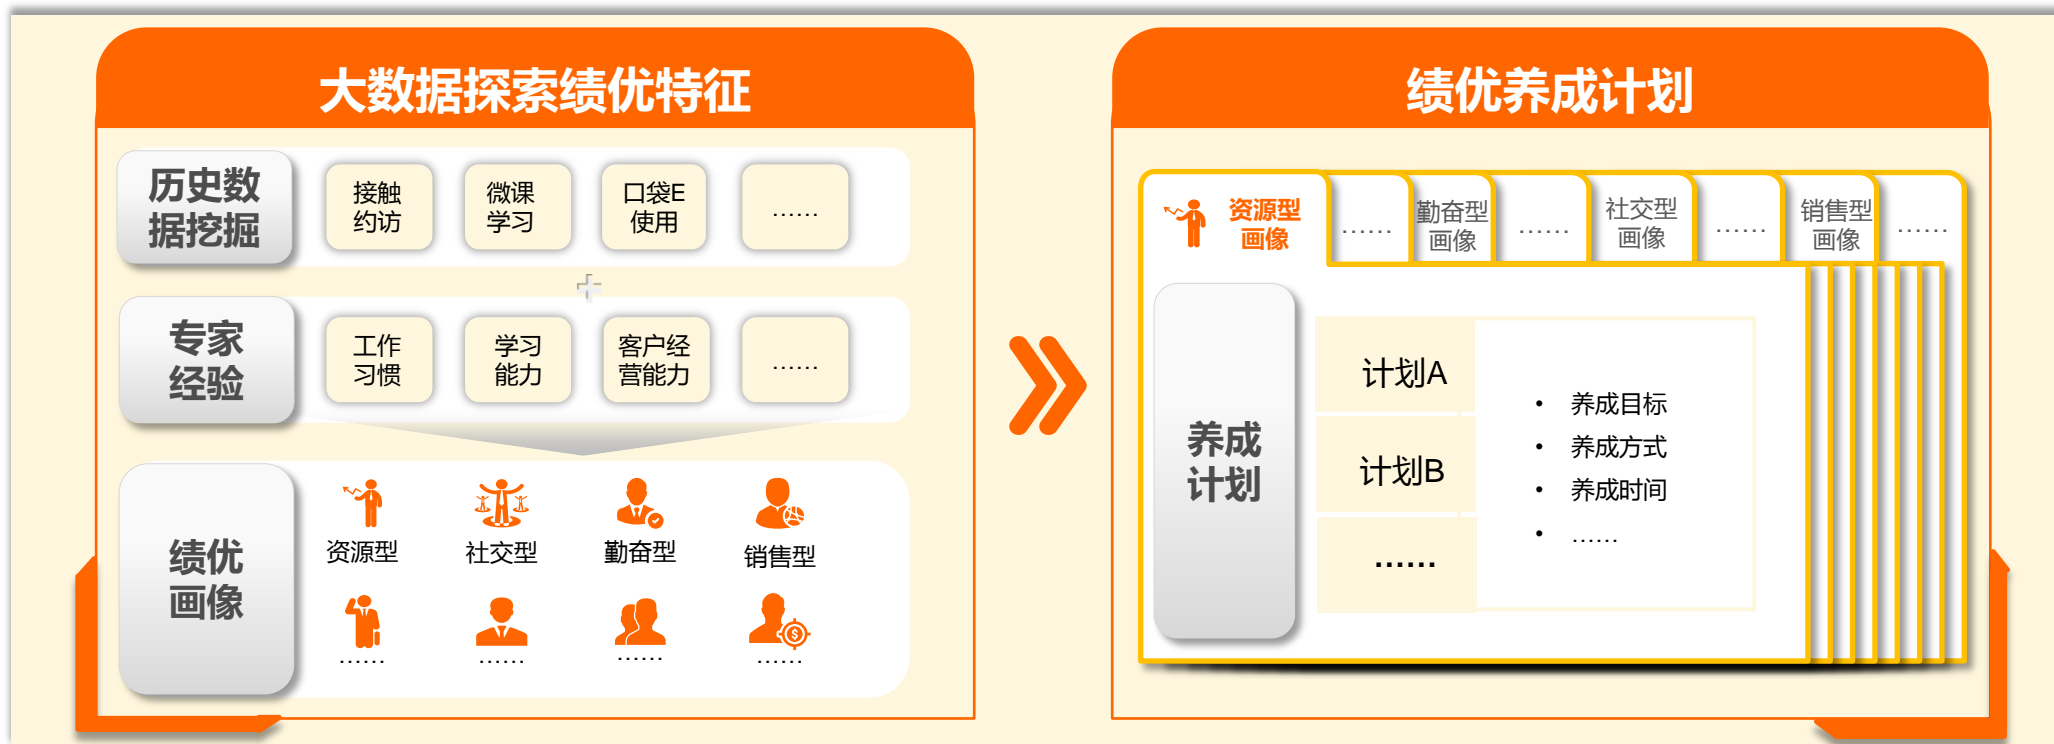 大数据探索绩优特征
历史数
据挖掘
接触
约访
微课
学习
口袋E
使用
……
专家
经验
工作
习惯
学习
能力
客户经
营能力
……
绩优
画像
资源型
社交型
勤奋型
销售型
……
……
……
……
绩优养成计划
资源型
画像
……
勤奋型
画像
……
社交型
画像
……
销售型
画像
……
养成
计划
计划A
计划B
……
• 养成目标
• 养成方式
• 养成时间
• ……